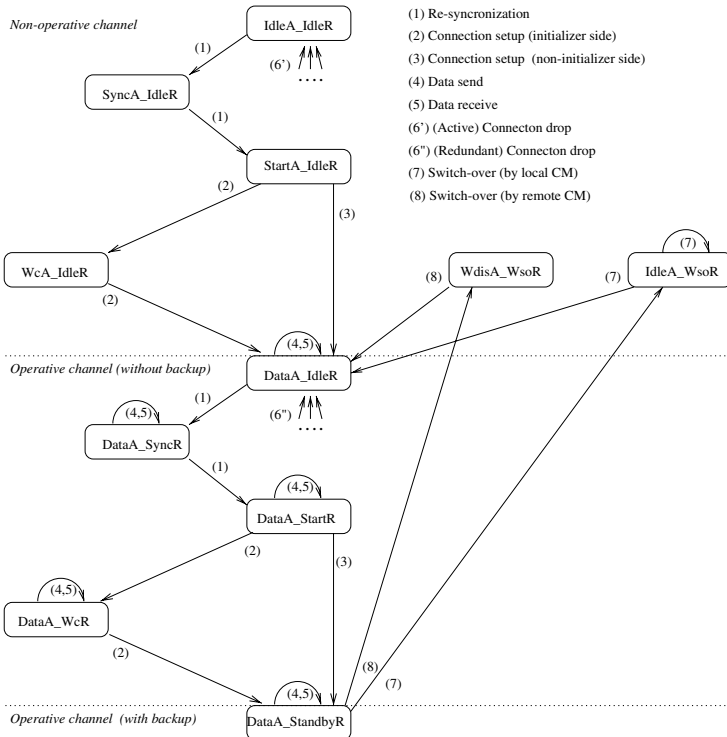 Non-operative channel
IdleA_IdleR
(1) Re-syncronization
(2) Connection setup (initializer side)
(3) Connection setup (non-initializer side)
(4) Data send
(5) Data receive
(6') (Active) Connecton drop
(6") (Redundant) Connecton drop
(7) Switch-over (by local CM)
(8) Switch-over (by remote CM)
(1)
(6')
....
SyncA_IdleR
(1)
StartA_IdleR
(2)
(3)
WcA_IdleR
(2)
(8)
WdisA_WsoR
(7)
(7)
IdleA_WsoR
(4,5)
Operative channel (without backup)
DataA_IdleR
(1)
(6")
....
(4,5)
DataA_SyncR
(1)
(4,5)
DataA_StartR
(2)
(3)
(4,5)
DataA_WcR
(2)
(8)
(7)
(4,5)
Operative channel (with backup)
DataA_StandbyR